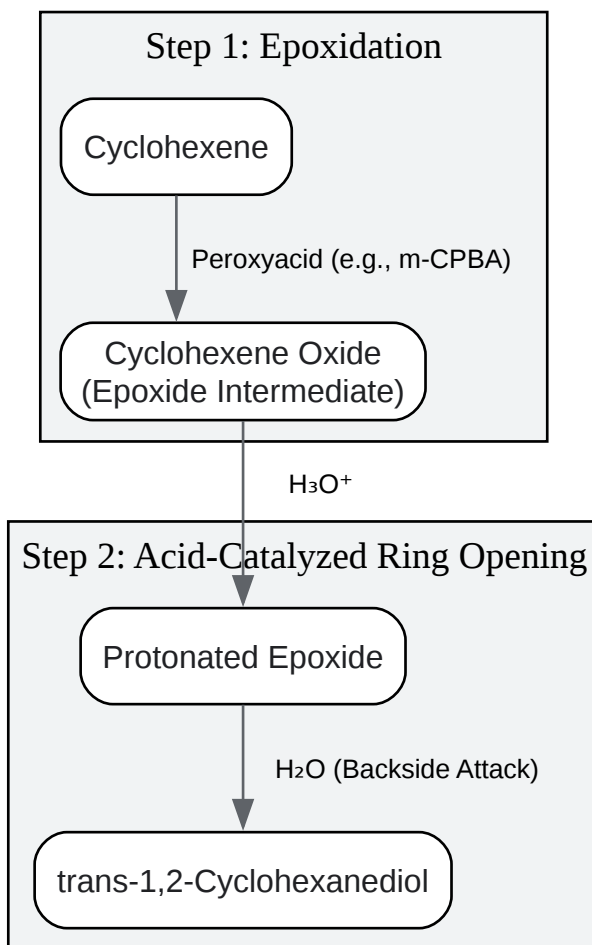 Step 1: Epoxidation
Cyclohexene
Peroxyacid (e.g., m-CPBA)
Cyclohexene Oxide
(Epoxide Intermediate)
H₃O⁺
Step 2: Acid-Catalyzed Ring Opening
Protonated Epoxide
H₂O (Backside Attack)
trans-1,2-Cyclohexanediol